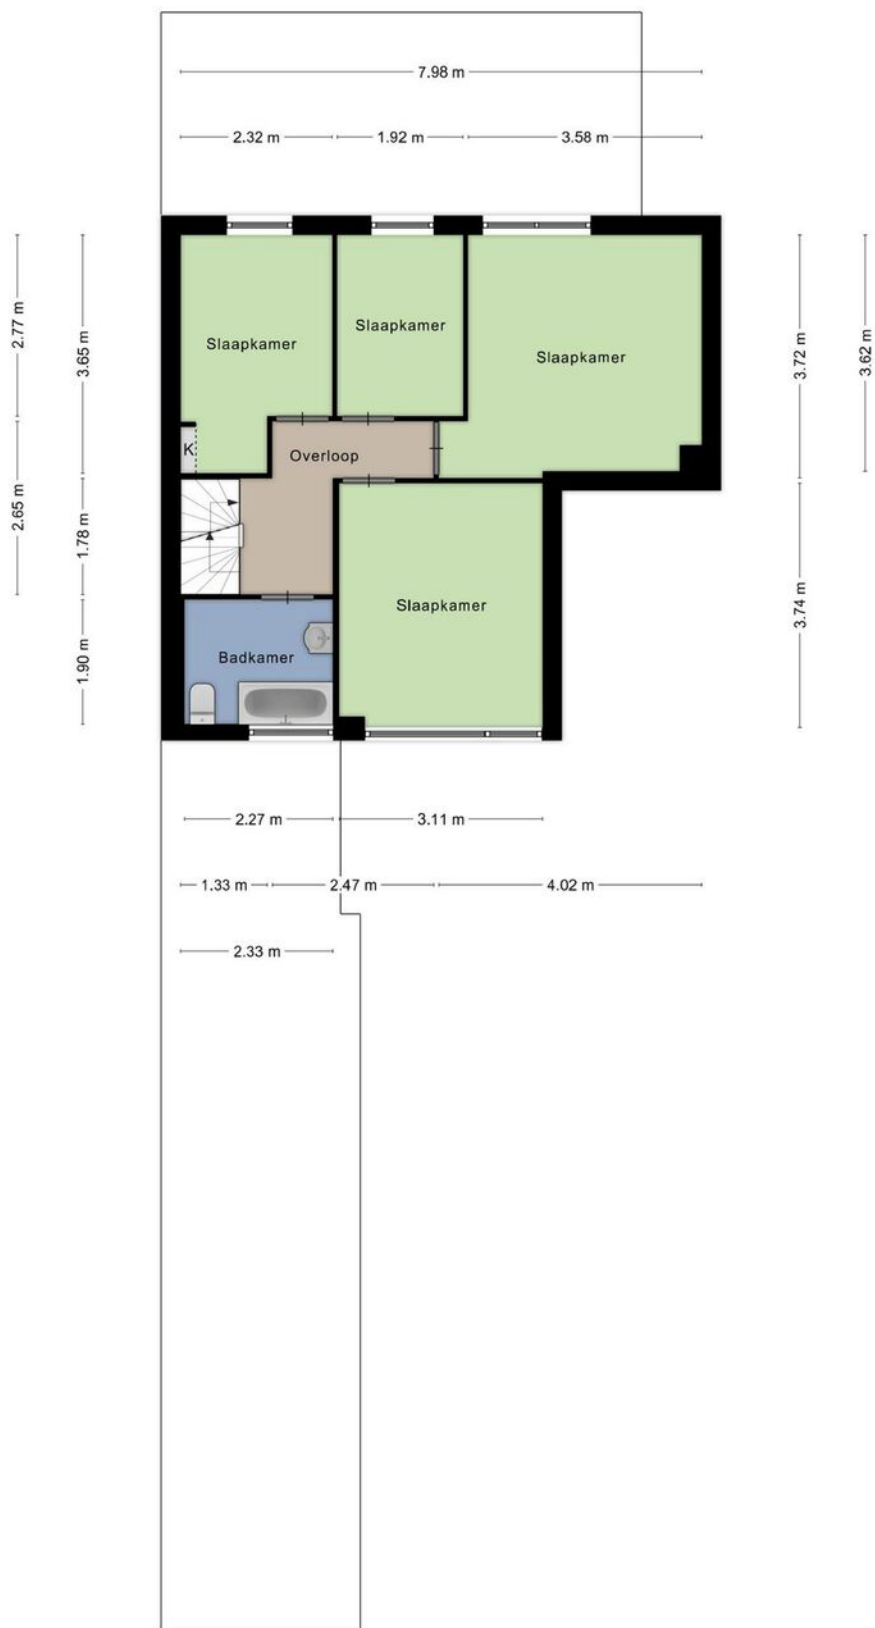 7.98 m
2.32 m
1.92 m
3.58 m
2.77 m
3.65 m
3.72 m
3.62 m
Slaapkamer
Slaapkamer
Slaapkamer
K
Overloop
2.65 m
1.78 m
Slaapkamer
3.74 m
1.90 m
Badkamer
2.27 m
3.11 m
1.33 m
2.47 m
4.02 m
2.33 m